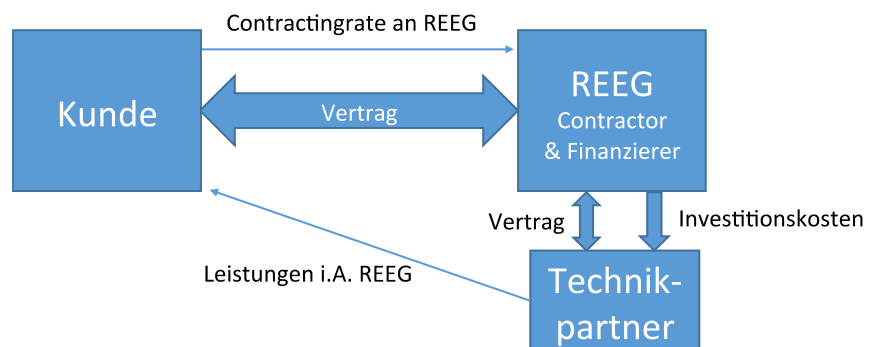 Contractingrate an REEG
Kunde
Vertrag
REEG
Contractor
& Finanzierer
Vertrag
Investitionskosten
Leistungen i.A. REEG
Technik-
partner